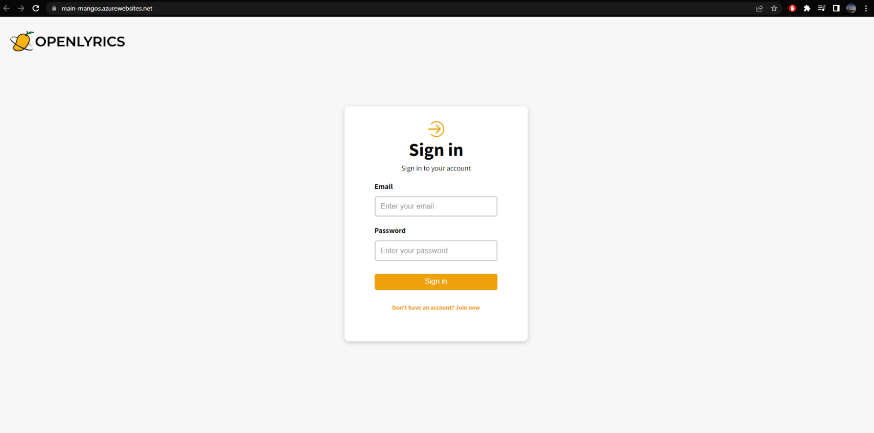 main-mangos.azurewebsites.net
OPENLYRICS
Sign in
Sign in to your account
Email
Enter your email
Password
Enter your password
Sign in
Don't have an account? Join now